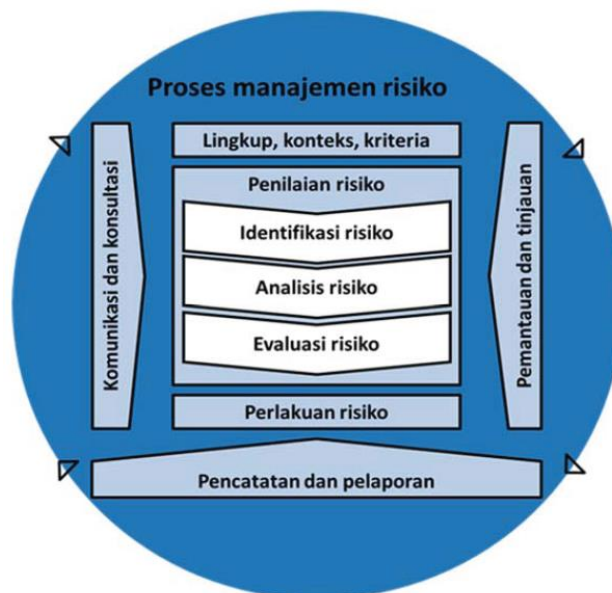 Proses manajemen risiko
Lingkup, konteks, kriteria
Komunikasi dan konsultasi
Penilaian risiko
Identifikasi risiko
Analisis risiko
Evaluasi risiko
Pemantauan dan tinjauan
Perlakuan risiko
Pencatatan dan pelaporan